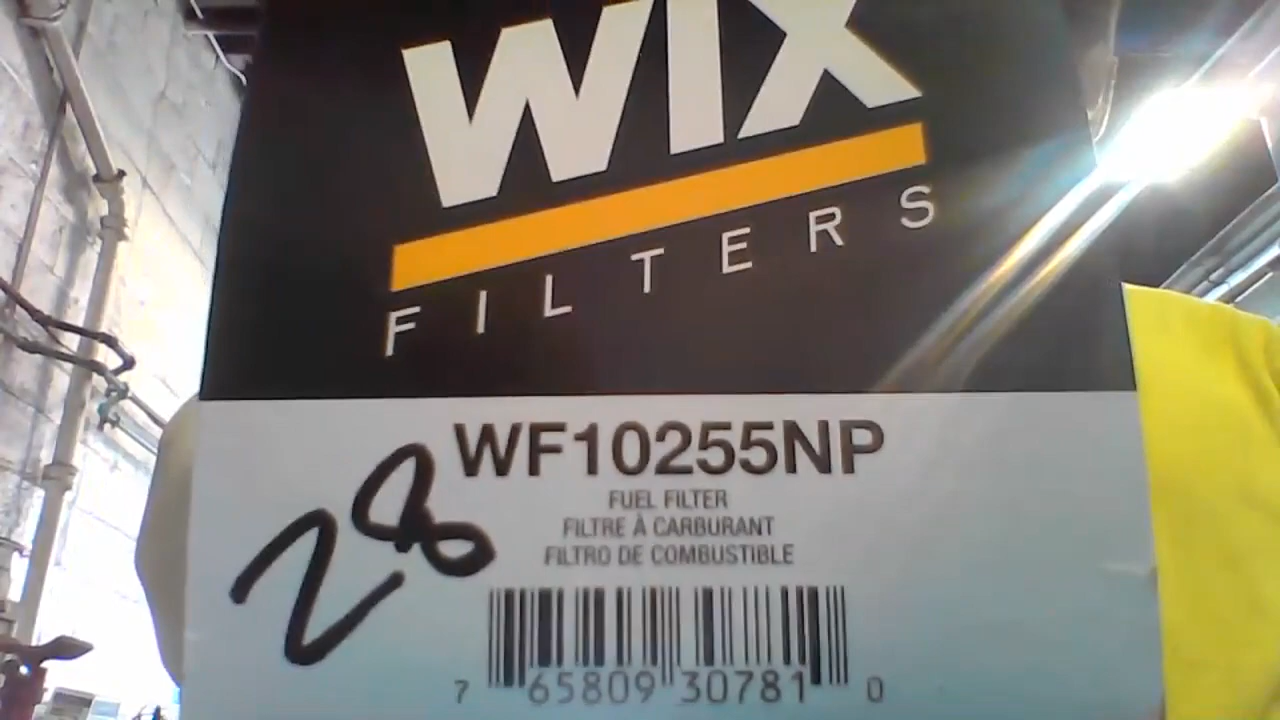 WIX
FILTERS
WF10255NP
28
FUEL FILTER
FILTRE À CARBURANT
FILTRO DE COMBUSTIBLE
7 65809 30781 0